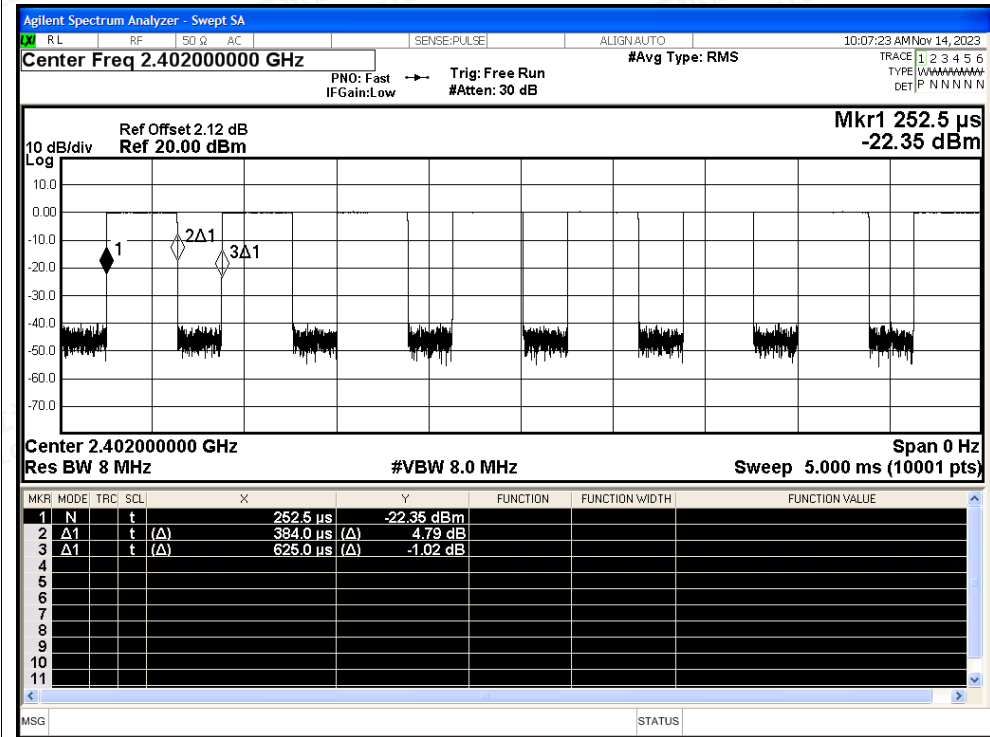 Agilent Spectrum Analyzer - Swept SA
LXI RL RF 50 Ω AC SENSE:PULSE ALIGN AUTO 10:07:23 AM Nov 14, 2023
Center Freq 2.402000000 GHz #Avg Type: RMS TRACE 1 2 3 4 5 6
PNO: Fast Trig: Free Run TYPE WWWWWW
IFGain:Low #Atten: 30 dB DET P N N N N N
Mkr1 252.5 µs
Ref Offset 2.12 dB
10 dB/div Ref 20.00 dBm -22.35 dBm
Log
10.0
0.00
-10.0
1 2Δ1 3Δ1
-20.0
-30.0
-40.0
-50.0
-60.0
-70.0
Center 2.402000000 GHz Span 0 Hz
Res BW 8 MHz #VBW 8.0 MHz Sweep 5.000 ms (10001 pts)
MKR MODE TRC SCL X Y FUNCTION FUNCTION WIDTH FUNCTION VALUE
1 N t 252.5 µs -22.35 dBm
2 Δ1 t (Δ) 384.0 µs (Δ) 4.79 dB
3 Δ1 t (Δ) 625.0 µs (Δ) -1.02 dB
4
5
6
7
8
9
10
11
MSG STATUS